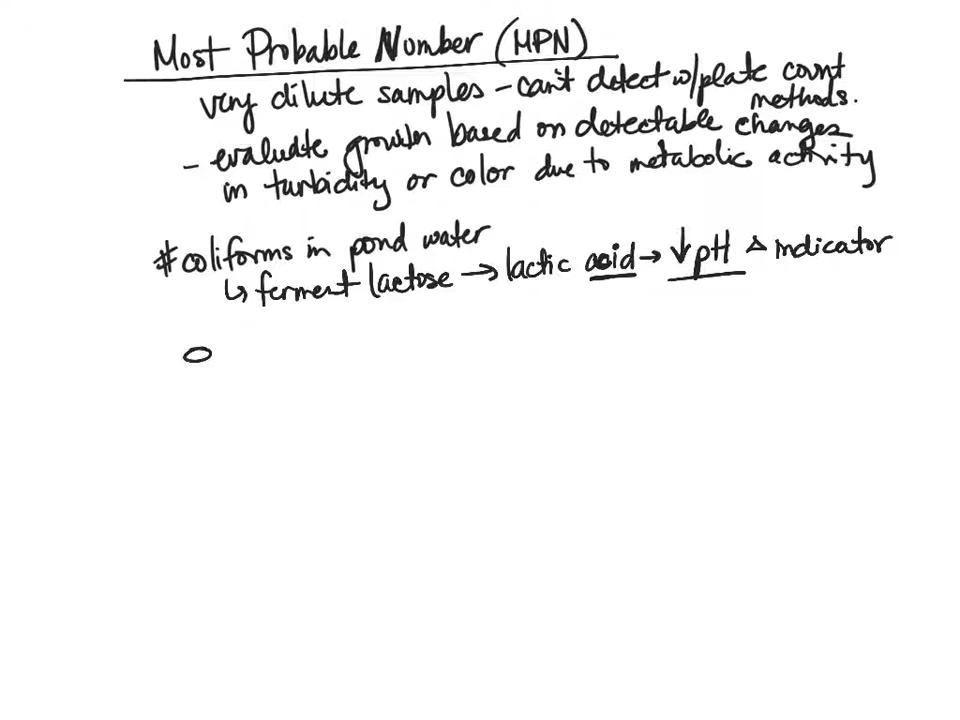 Most Probable Number (MPN)
very dilute samples - can't detect w/plate count
methods.
- evaluate growth based on detectable changes
in turbidity or color due to metabolic activity
# coliforms in pond water
↳ ferment lactose → lactic acid → ↓pH Δ indicator